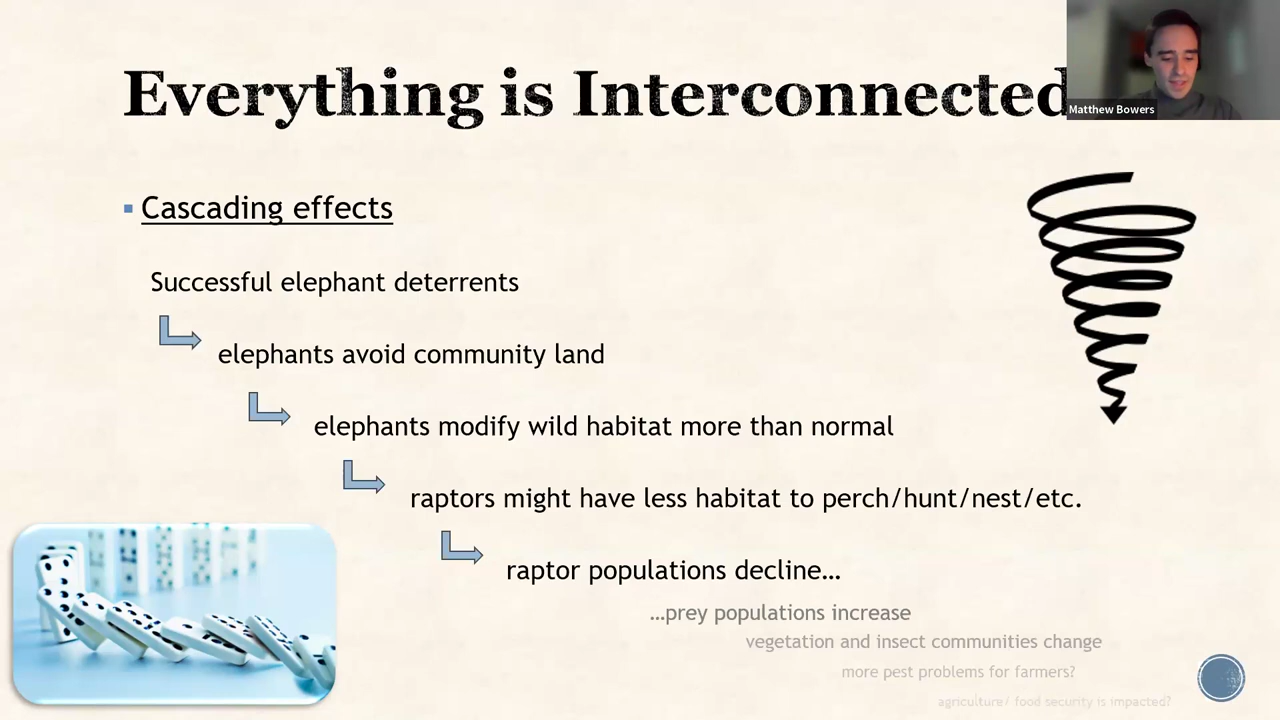 Everything is Interconnected
Matthew Bowers
Cascading effects
Successful elephant deterrents
elephants avoid community land
elephants modify wild habitat more than normal
raptors might have less habitat to perch/hunt/nest/etc.
raptor populations decline…
…prey populations increase
vegetation and insect communities change
more pest problems for farmers?
agriculture/ food security is impacted?